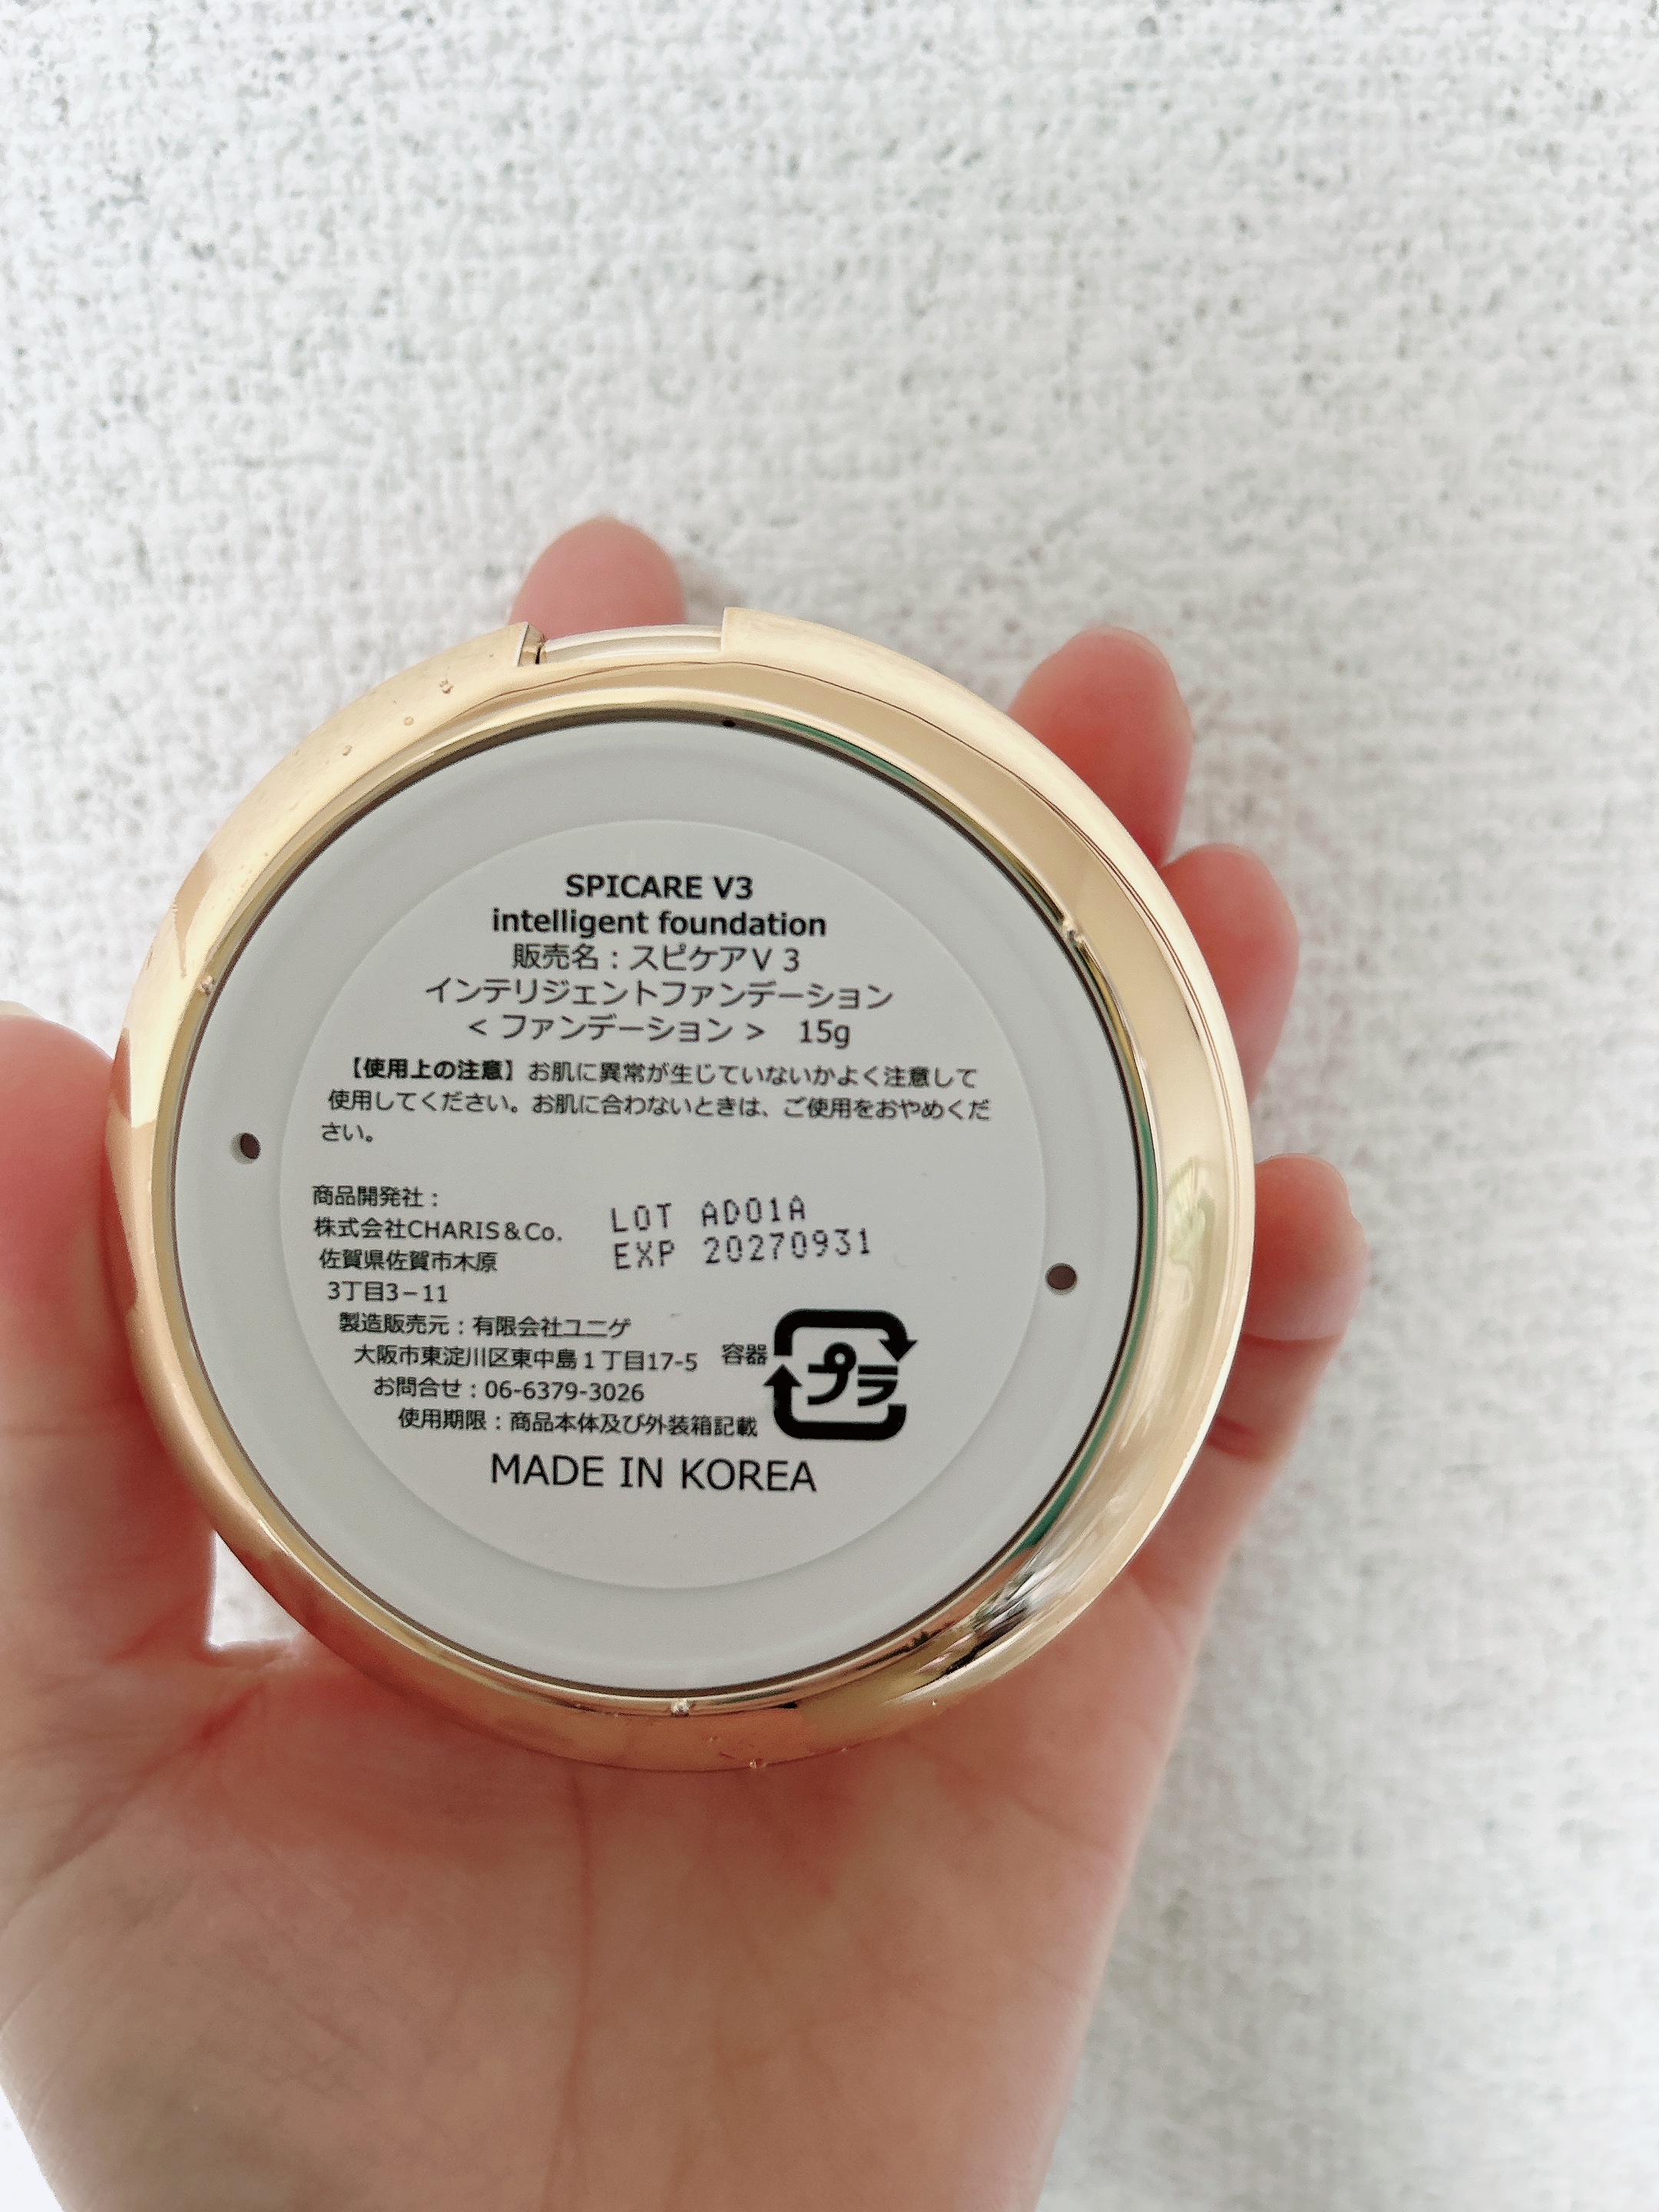 SPICARE V3
intelligent foundation
販売名：スピケアV 3
インテリジェントファンデーション
< ファンデーション >　15g
【使用上の注意】お肌に異常が生じていないかよく注意して
使用してください。お肌に合わないときは、ご使用をおやめくだ
さい。
商品開発社：
株式会社CHARIS＆Co.
佐賀県佐賀市木原
3丁目3－11
LOT AD01A
EXP 20270931
製造販売元：有限会社ユニゲ
大阪市東淀川区東中島１丁目17-5
お問合せ：06-6379-3026
使用期限：商品本体及び外装箱記載
容器
プラ
MADE IN KOREA